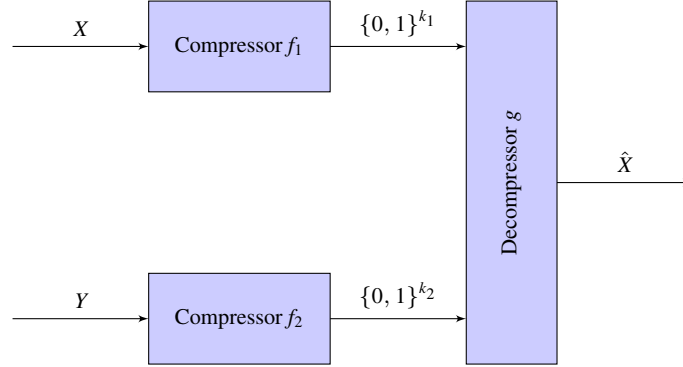 X
Compressor f₁
{0, 1}^{k₁}
Decompressor g
X̂
Y
Compressor f₂
{0, 1}^{k₂}